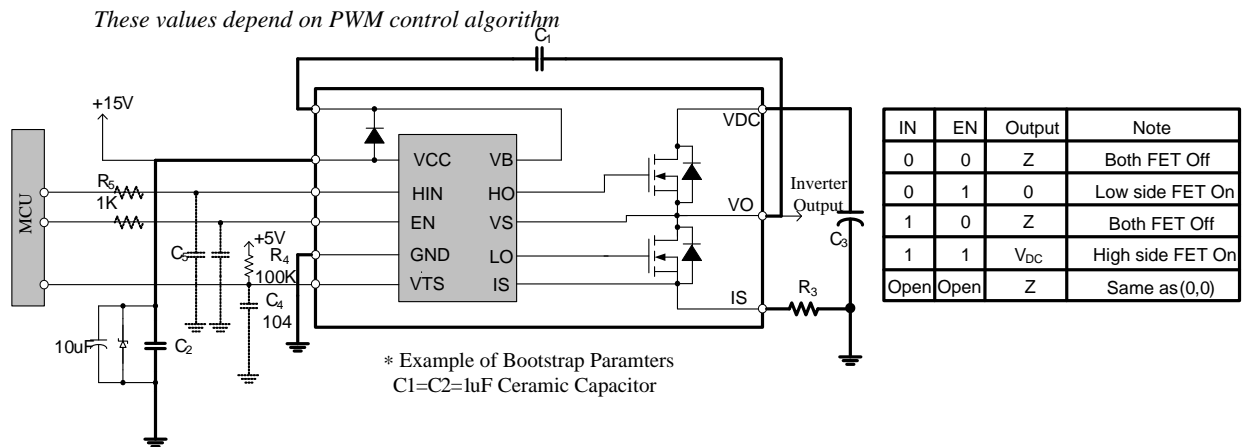 These values depend on PWM control algorithm
C1
+15V
MCU
R5
1K
C5
+5V
R4
100K
C4
104
10uF
C2
VCC
HIN
EN
GND
VTS
VB
HO
VS
LO
IS
VDC
VO
IS
Inverter
Output
C3
R3
* Example of Bootstrap Paramters
C1=C2=1uF Ceramic Capacitor
IN EN Output Note
0 0 Z Both FET Off
0 1 0 Low side FET On
1 0 Z Both FET Off
1 1 VDC High side FET On
Open Open Z Same as(0,0)